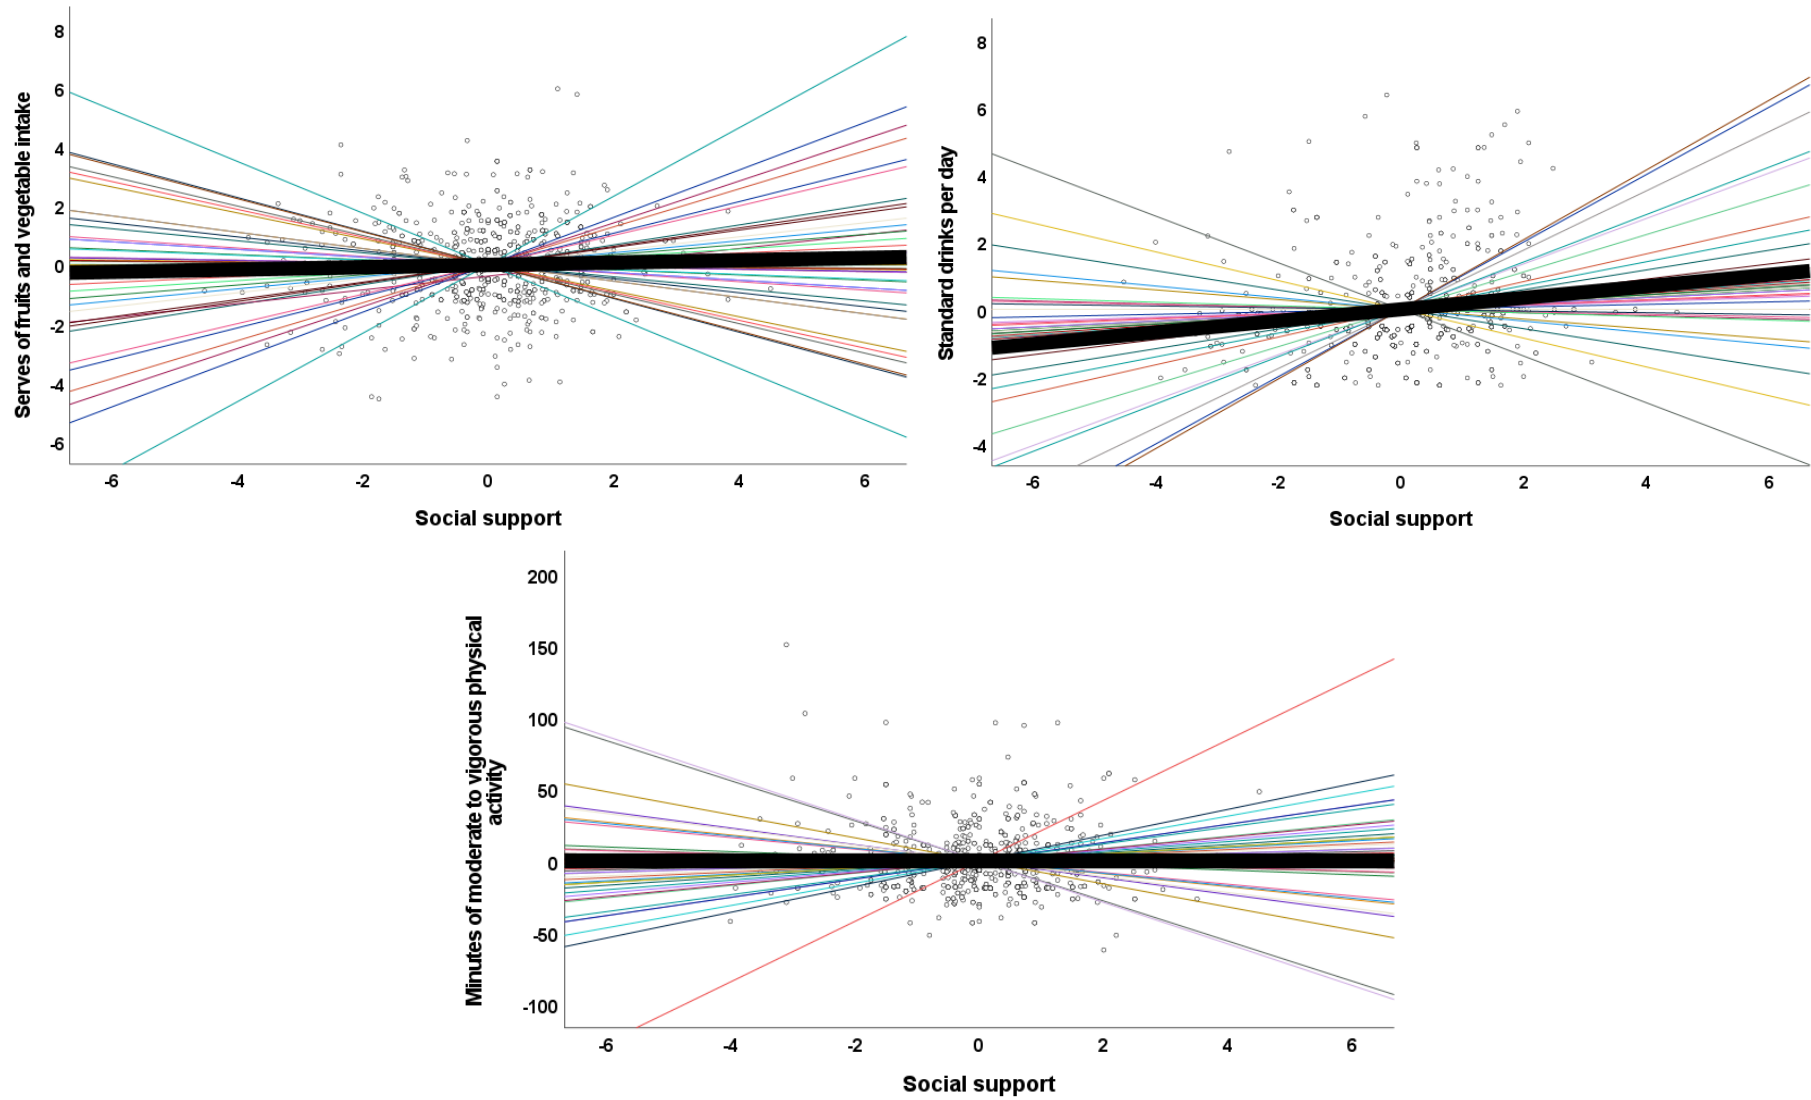 8
6
4
2
0
-2
-4
-6
Serves of fruits and vegetable intake
-6 -4 -2 0 2 4 6
Social support
8
6
4
2
0
-2
-4
Standard drinks per day
-6 -4 -2 0 2 4 6
Social support
200
150
100
50
0
-50
-100
Minutes of moderate to vigorous physical
activity
-6 -4 -2 0 2 4 6
Social support